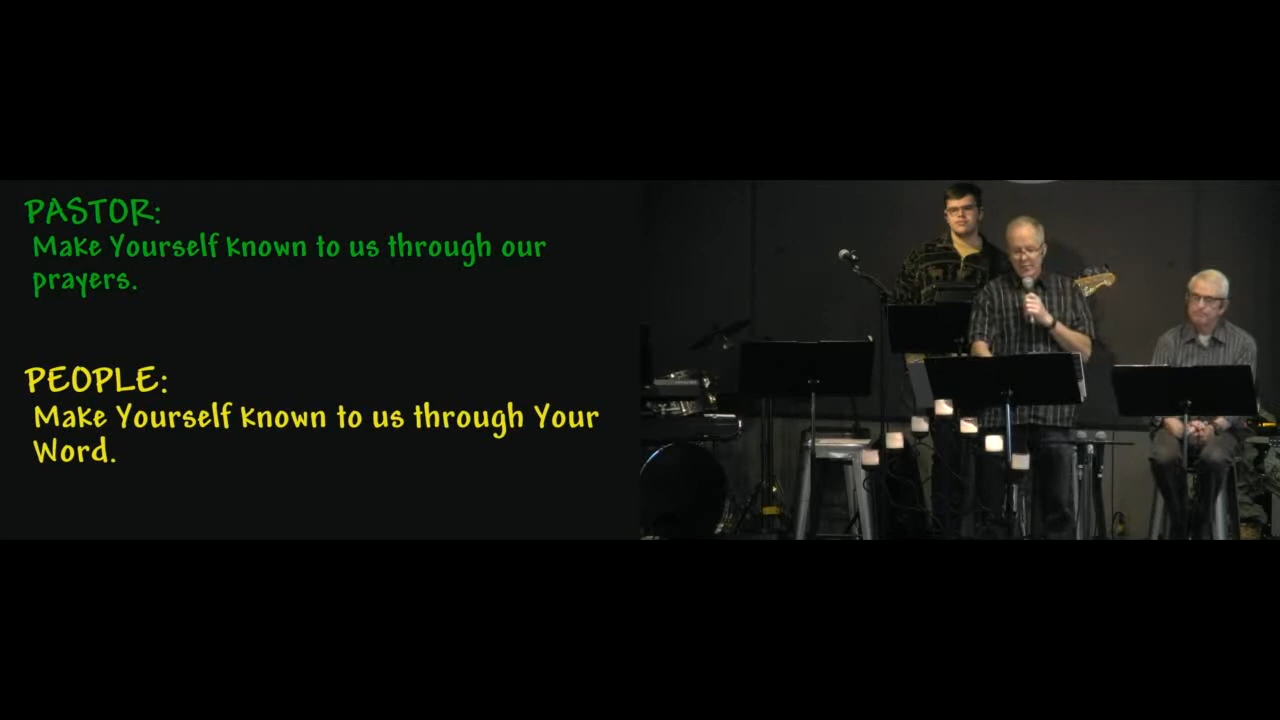 PASTOR:
Make Yourself known to us through our
prayers.
PEOPLE:
Make Yourself known to us through Your
Word.